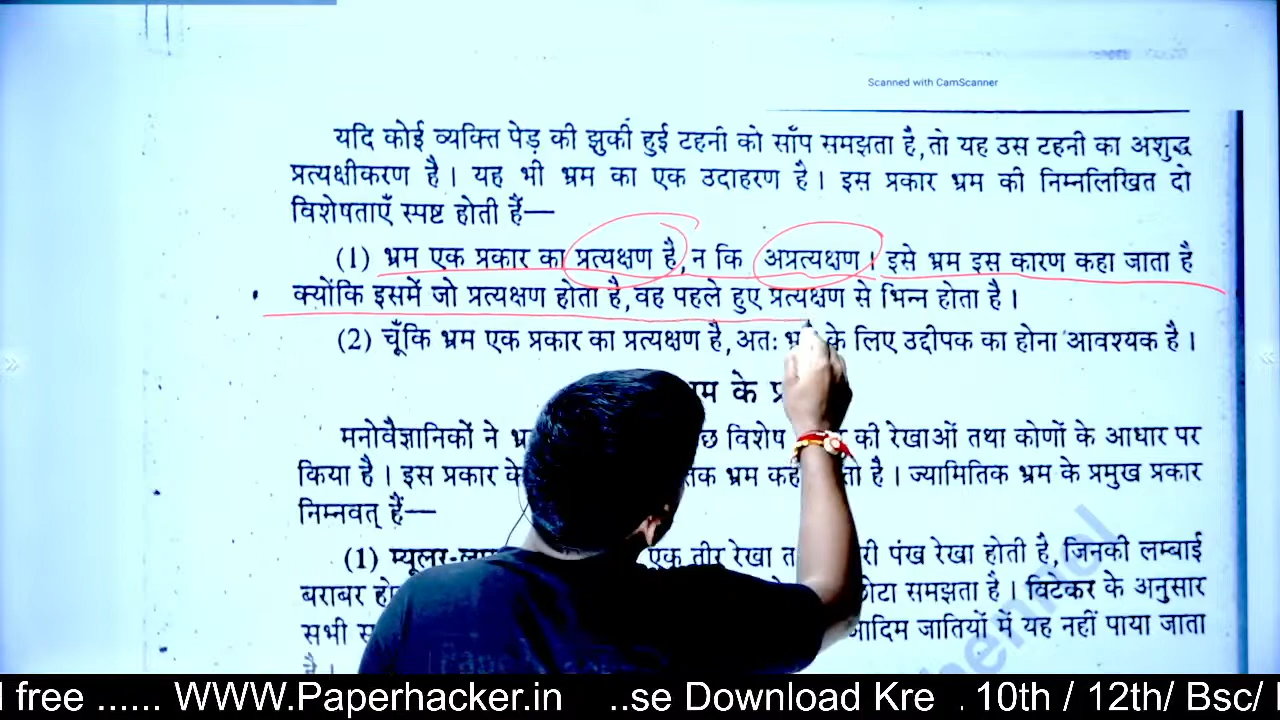 Scanned with CamScanner
यदि कोई व्यक्ति पेड़ की झुकी हुई टहनी को साँप समझता है, तो यह उस टहनी का अशुद्ध
प्रत्यक्षीकरण है। यह भी भ्रम का एक उदाहरण है। इस प्रकार भ्रम की निम्नलिखित दो
विशेषताएँ स्पष्ट होती हैं—
(1) भ्रम एक प्रकार का प्रत्यक्षण है, न कि अप्रत्यक्षण। इसे भ्रम इस कारण कहा जाता है
क्योंकि इसमें जो प्रत्यक्षण होता है, वह पहले हुए प्रत्यक्षण से भिन्न होता है।
(2) चूँकि भ्रम एक प्रकार का प्रत्यक्षण है, अतः के लिए उद्दीपक का होना आवश्यक है।
के
मनोवैज्ञानिकों ने विशेष की रेखाओं तथा कोणों के आधार पर
किया है। इस प्रकार के भ्रम है। ज्यामितिक भ्रम के प्रमुख प्रकार
निम्नवत् हैं—
(1) म्यूलर- एक तीर रेखा पंख रेखा होती है, जिनकी लम्बाई
बराबर समझता है। विटेकर के अनुसार
सभी आदिम जातियों में यह नहीं पाया जाता
है।
free ...... WWW.Paperhacker.in ..se Download Kre . 10th / 12th/ Bsc/